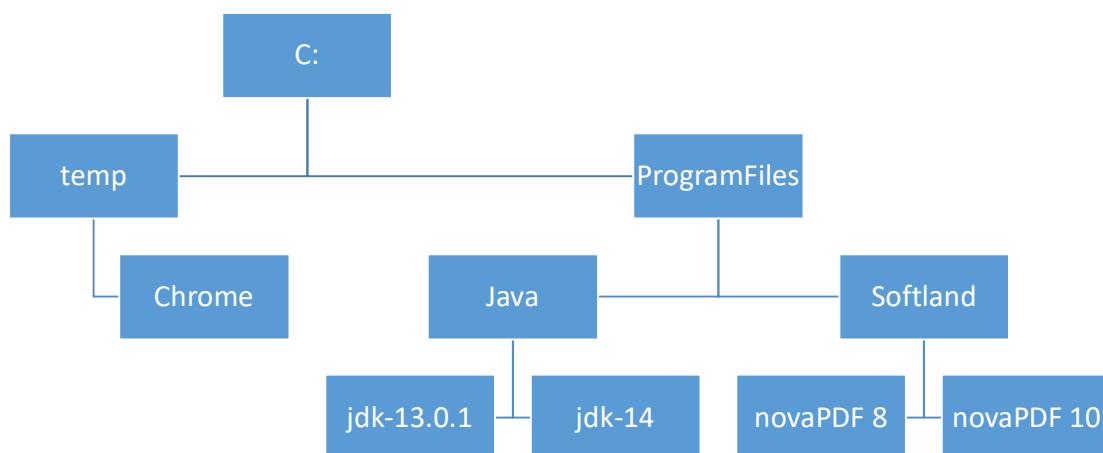 C:
temp
ProgramFiles
Chrome
Java
Softland
jdk-13.0.1
jdk-14
novaPDF 8
novaPDF 10